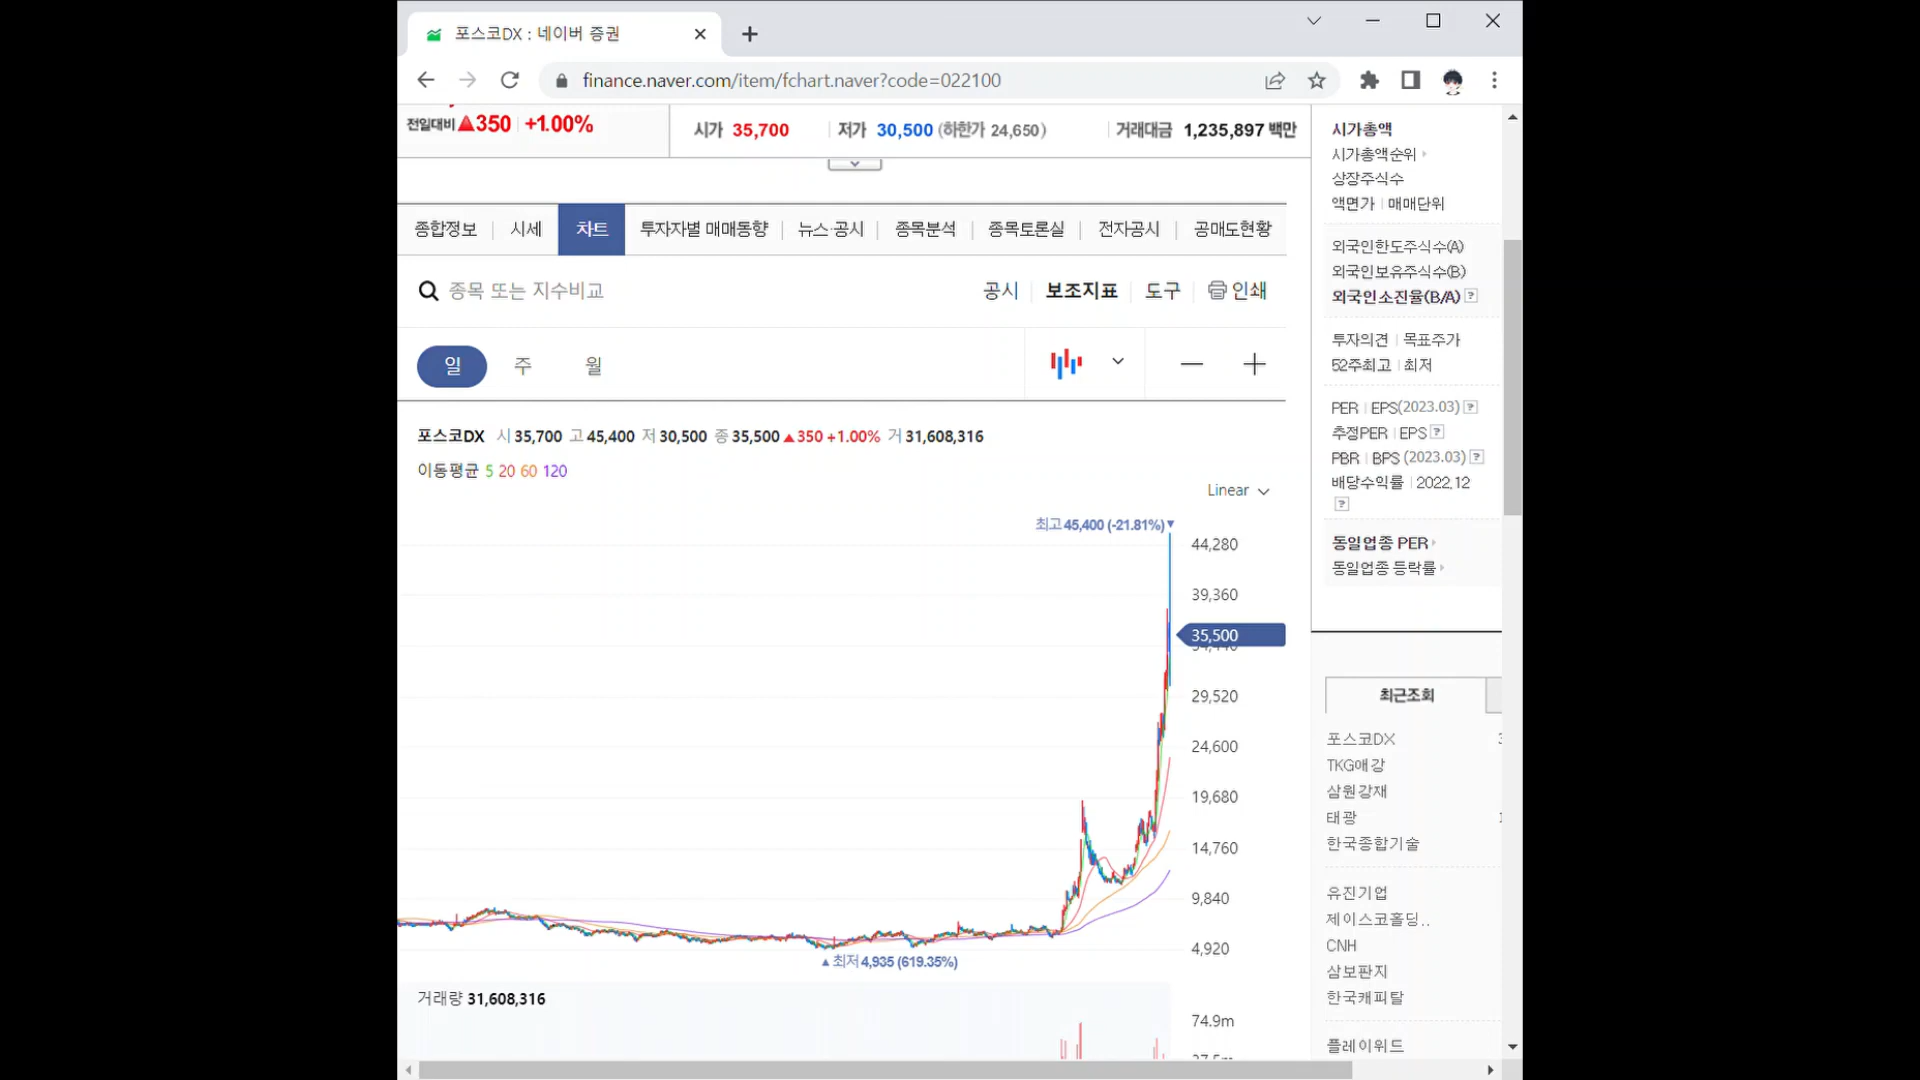 포스코DX : 네이버 증권
finance.naver.com/item/fchart.naver?code=022100
전일대비 ▲350 +1.00%
시가 35,700 저가 30,500 (하한가 24,650) 거래대금 1,235,897 백만
종합정보 시세 차트 투자자별 매매동향 뉴스·공시 종목분석 종목토론실 전자공시 공매도현황
종목 또는 지수비교 공시 보조지표 도구 인쇄
일 주 월
포스코DX 시 35,700 고 45,400 저 30,500 종 35,500 ▲350 +1.00% 거 31,608,316
이동평균 5 20 60 120
Linear
최고 45,400 (-21.81%)▼
44,280
39,360
35,500
34,440
29,520
24,600
19,680
14,760
9,840
4,920
▲최저 4,935 (619.35%)
거래량 31,608,316
74.9m
시가총액
시가총액순위
상장주식수
액면가 매매단위
외국인한도주식수(A)
외국인보유주식수(B)
외국인소진율(B/A) ?
투자의견 목표주가
52주최고 최저
PER EPS(2023.03) ?
추정PER EPS ?
PBR BPS (2023.03) ?
배당수익률 2022.12
?
동일업종 PER
동일업종 등락률
최근조회
포스코DX
TKG애강
삼원강재
태광
한국종합기술
유진기업
제이스코홀딩..
CNH
삼보판지
한국캐피탈
플레이위드